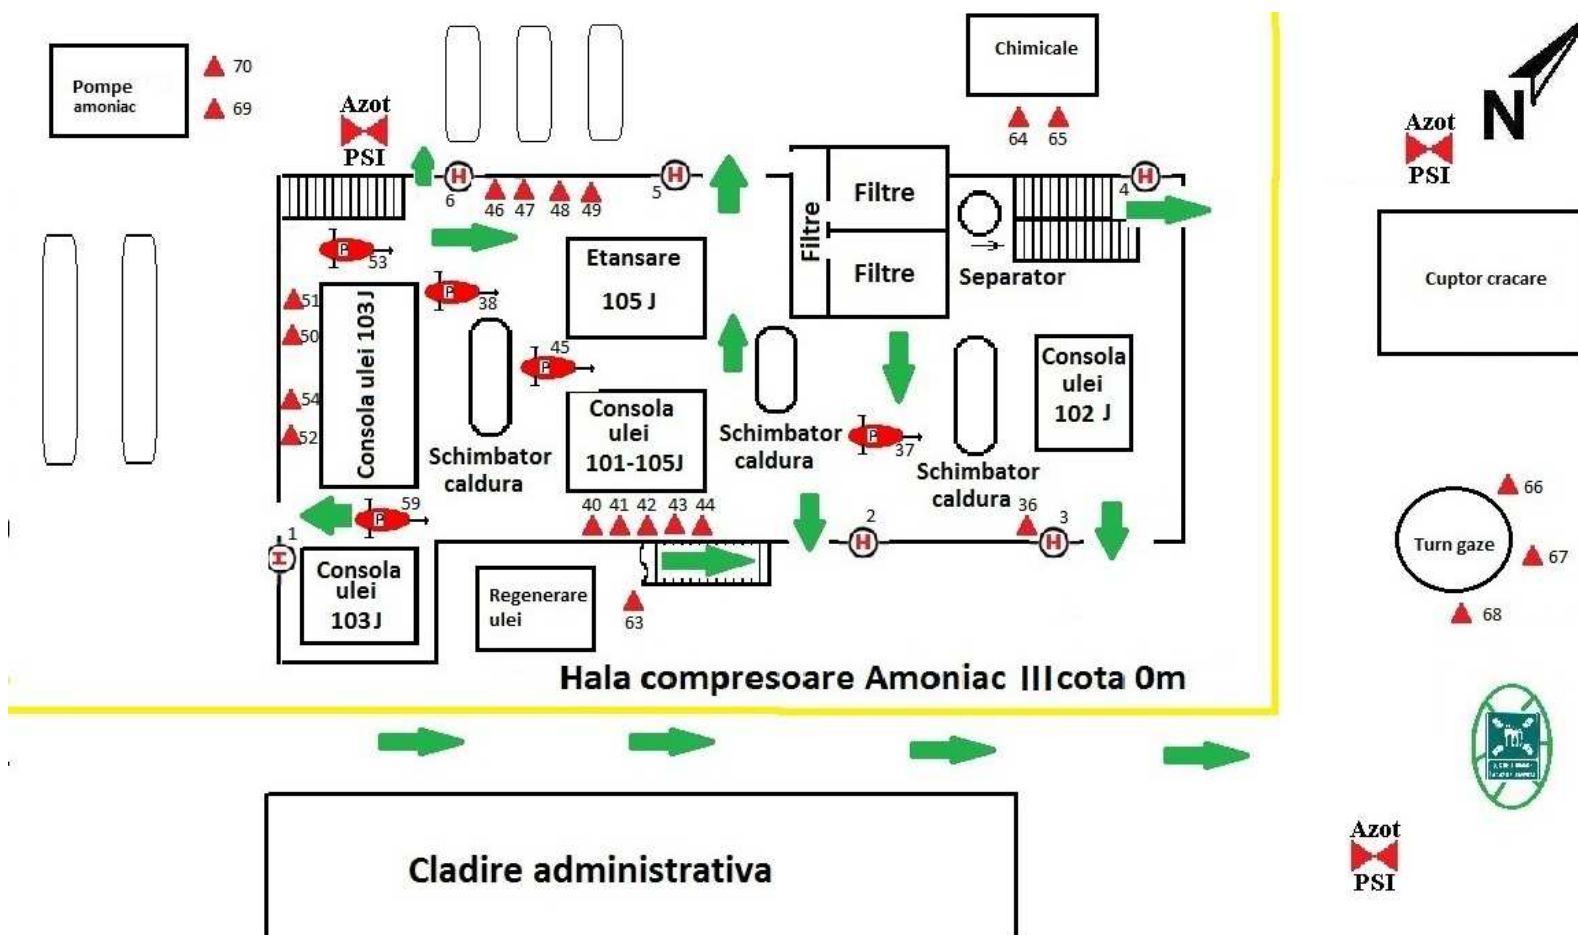 Pompe
amoniac
70
69
Azot
PSI
Chimicale
64
65
Azot
PSI
N
H
6
46
47
48
49
5
H
Filtre
Filtre
Filtre
Separator
4
H
P
53
P
38
Etansare
105 J
Cuptor cracare
51
50
54
52
Consola ulei 103J
P
45
Schimbator
caldura
Consola
ulei
101-105J
Schimbator
caldura
P
37
Schimbator
caldura
Consola
ulei
102 J
P
59
40
41
42
43
44
2
H
36
3
H
1
H
Consola
ulei
103J
Regenerare
ulei
63
66
Turn gaze
67
68
Hala compresoare Amoniac III cota 0m
Cladire administrativa
Azot
PSI